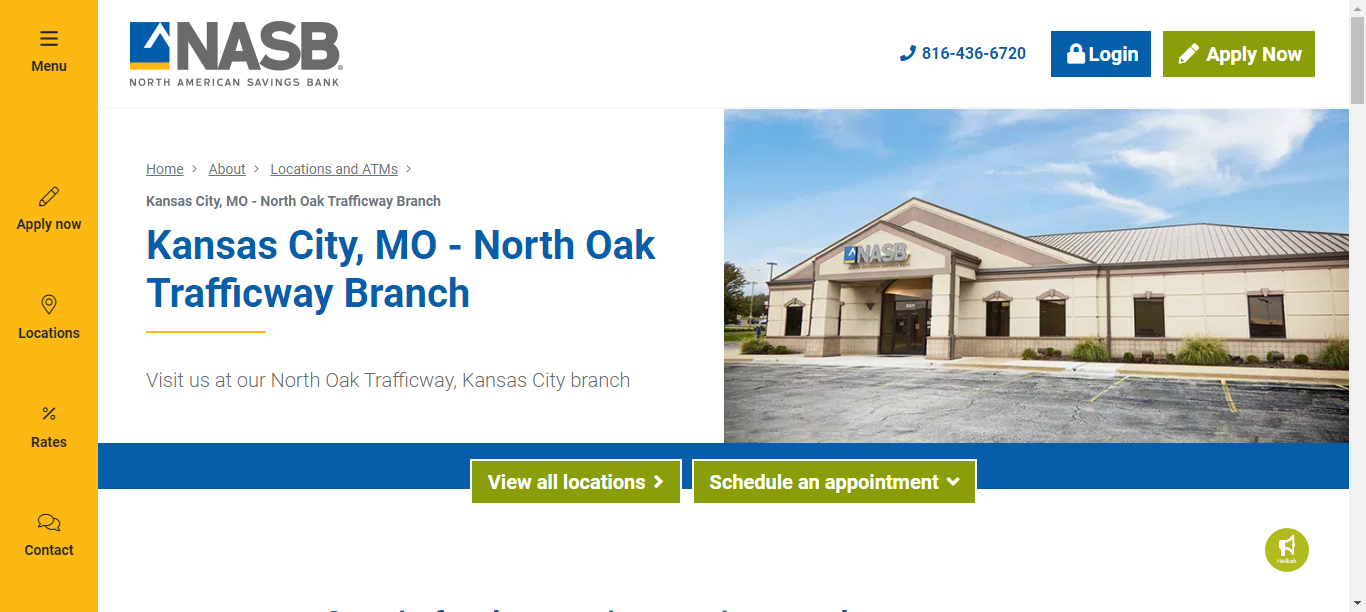 Menu
Apply now
Locations
Rates
Contact
NASB®
NORTH AMERICAN SAVINGS BANK
816-436-6720
Login
Apply Now
Home > About > Locations and ATMs >
Kansas City, MO - North Oak Trafficway Branch
Kansas City, MO - North Oak
Trafficway Branch
Visit us at our North Oak Trafficway, Kansas City branch
NASB
View all locations
Schedule an appointment
Feedback